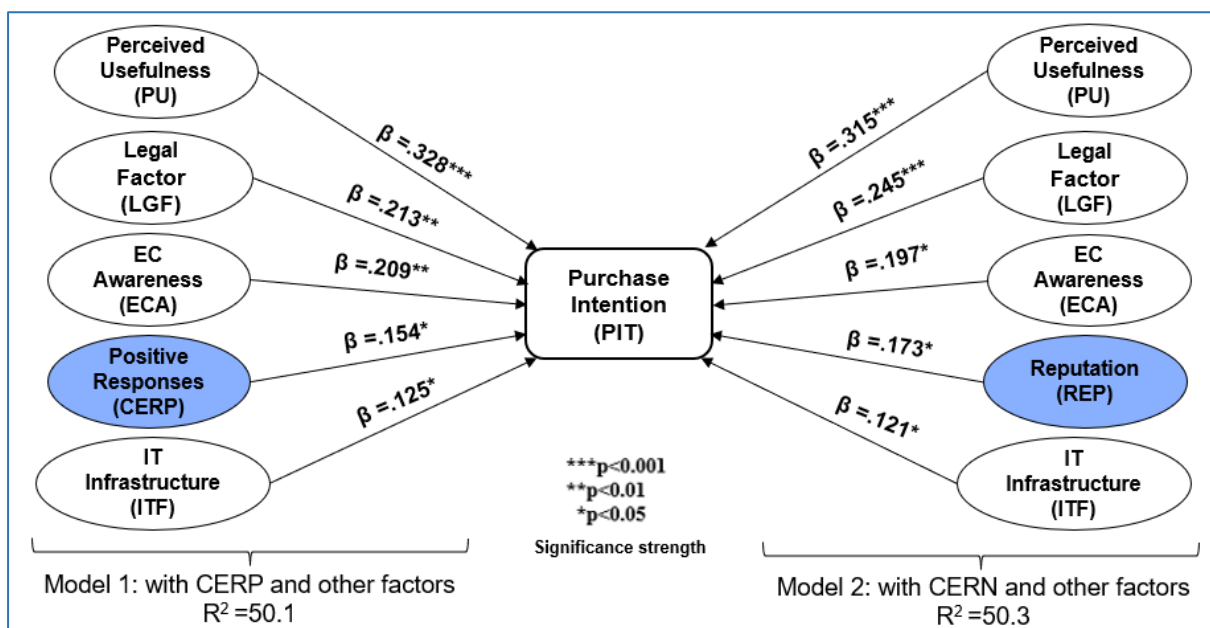 Perceived
Usefulness
(PU)
Legal
Factor
(LGF)
EC
Awareness
(ECA)
Positive
Responses
(CERP)
IT
Infrastructure
(ITF)
β =.328***
β =.213**
β =.209**
β =.154*
β =.125*
Purchase
Intention
(PIT)
β =.315***
β =.245***
β =.197*
β =.173*
β =.121*
Perceived
Usefulness
(PU)
Legal
Factor
(LGF)
EC
Awareness
(ECA)
Reputation
(REP)
IT
Infrastructure
(ITF)
***p<0.001
**p<0.01
*p<0.05
Significance strength
Model 1: with CERP and other factors
R² =50.1
Model 2: with CERN and other factors
R² =50.3